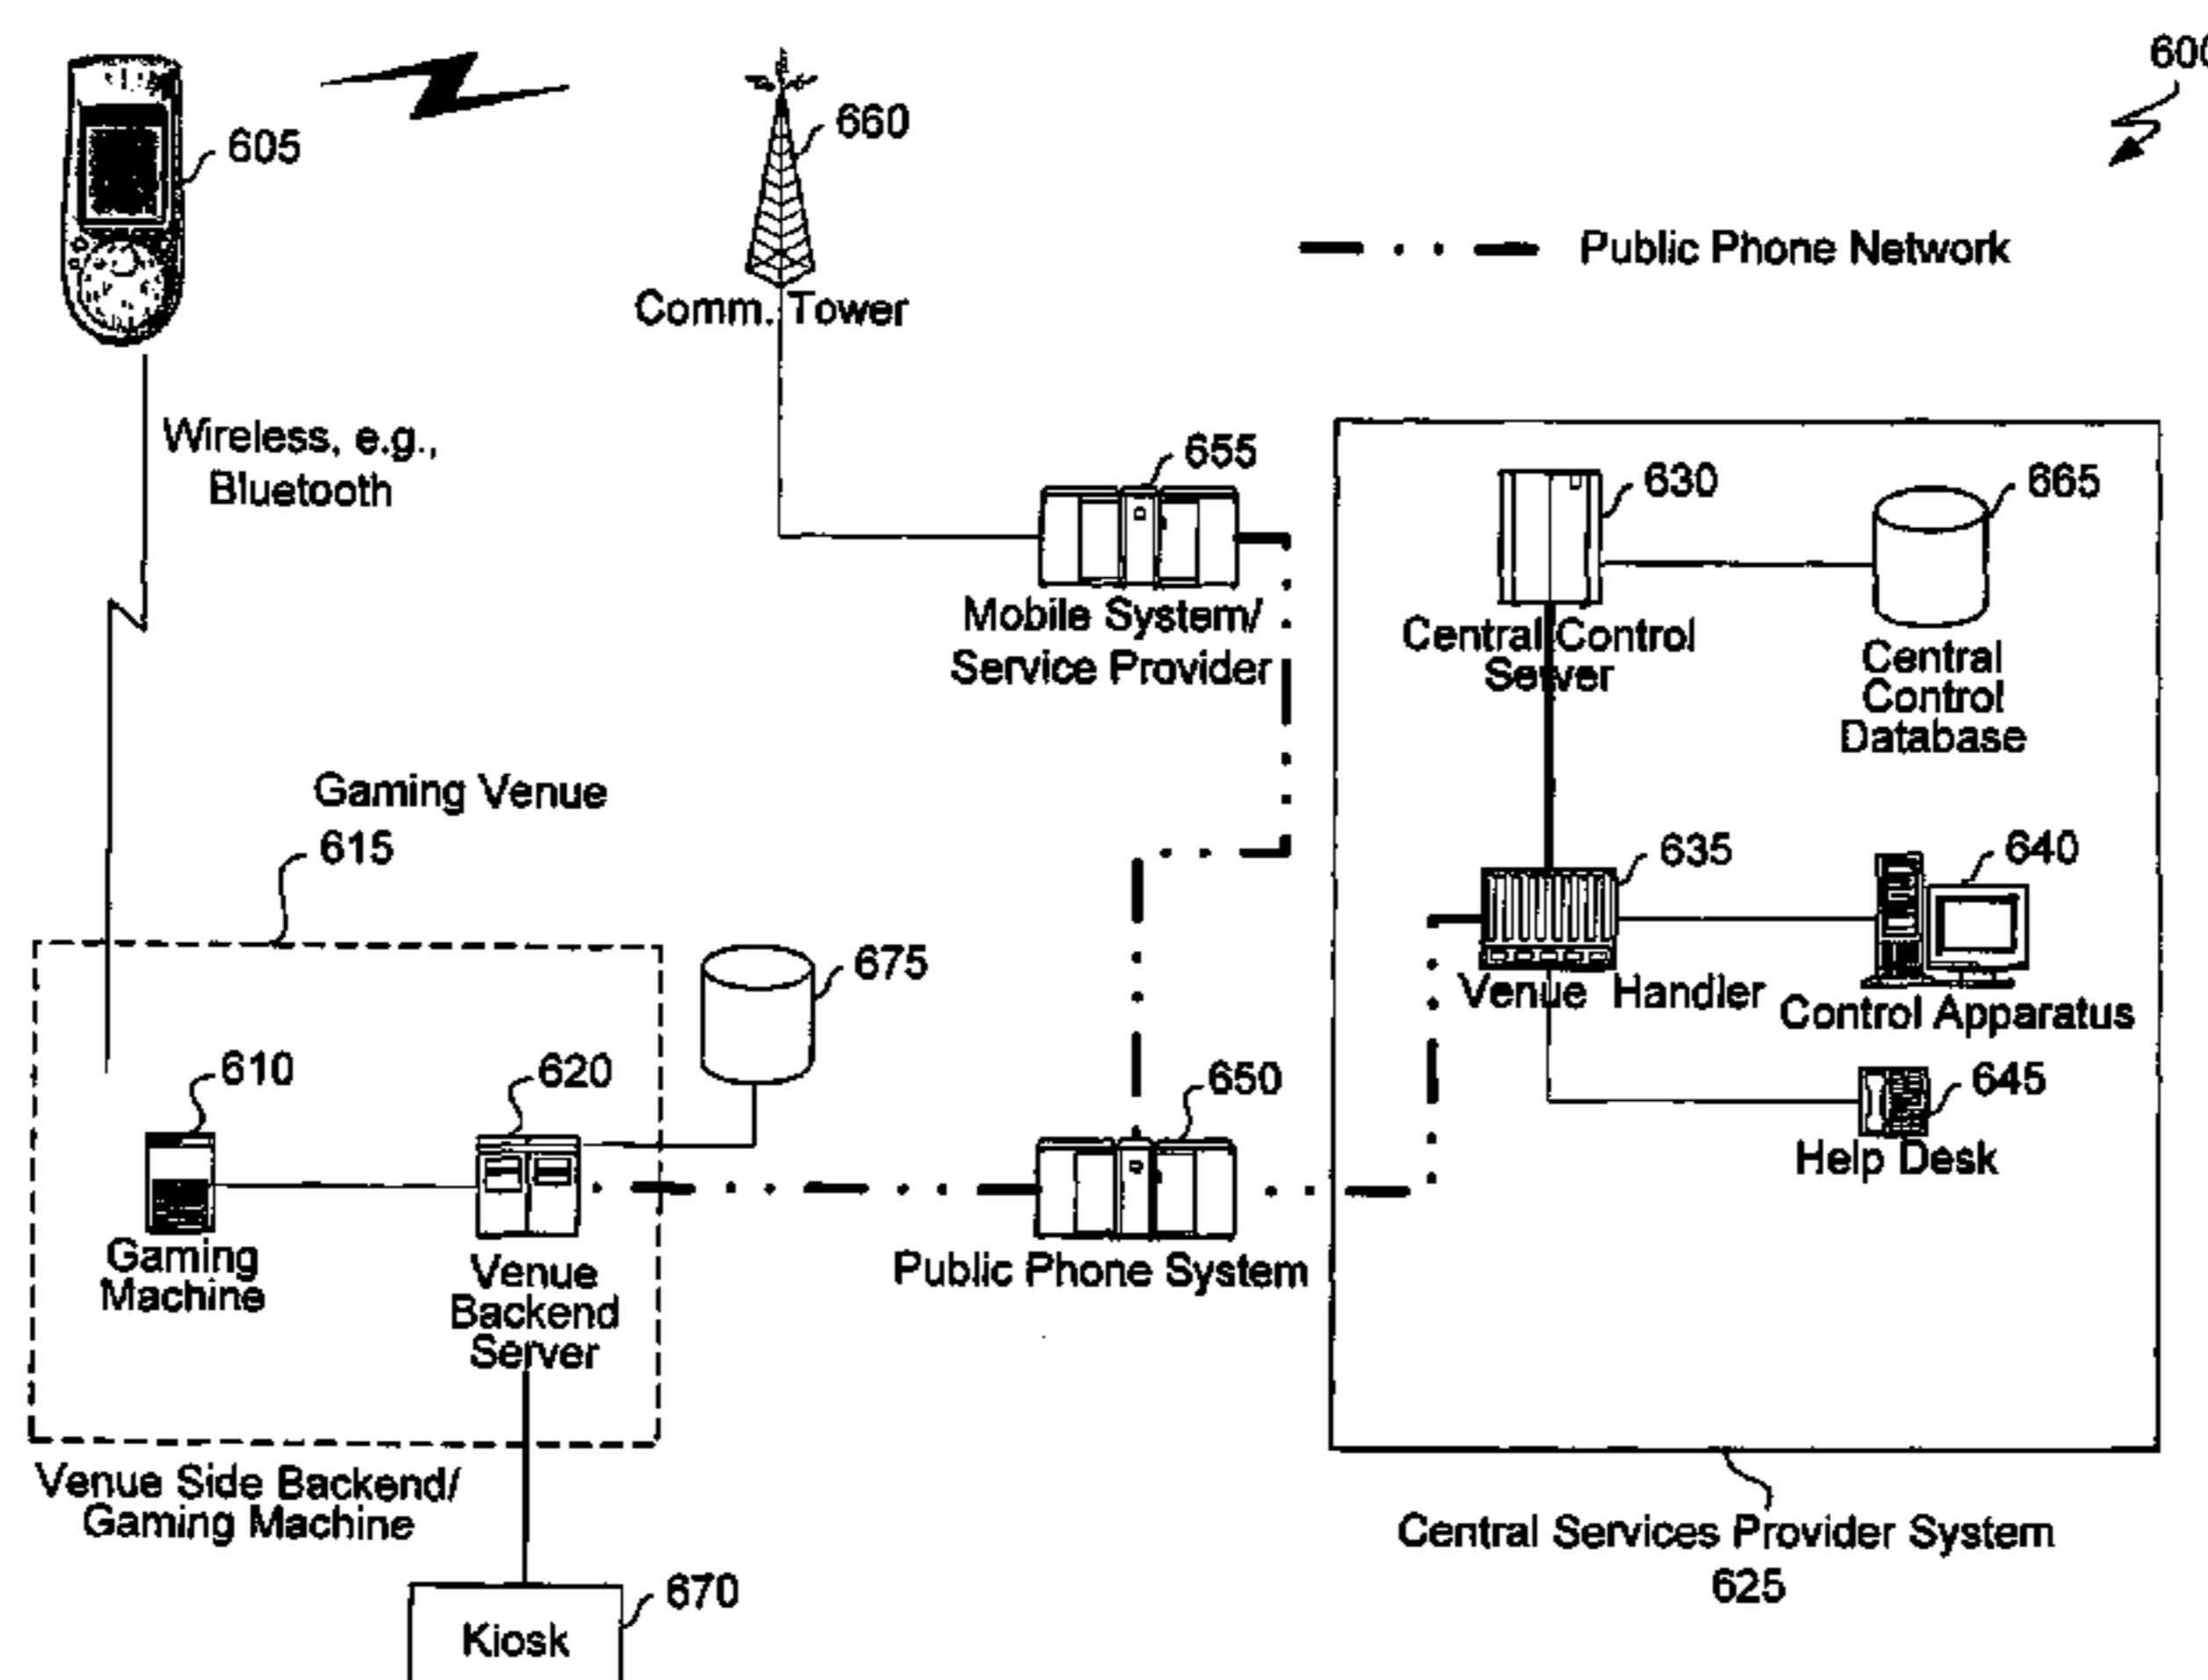 600
605
660
Public Phone Network
Comm. Tower
Wireless, e.g.,
Bluetooth
655
Mobile System/
Service Provider
630
665
Central Control
Server
Central
Control
Database
Gaming Venue
615
635
640
Venue Handler
Control Apparatus
675
610
620
650
645
Help Desk
Gaming
Machine
Venue
Backend
Server
Public Phone System
Venue Side Backend/
Gaming Machine
Central Services Provider System
625
670
Kiosk